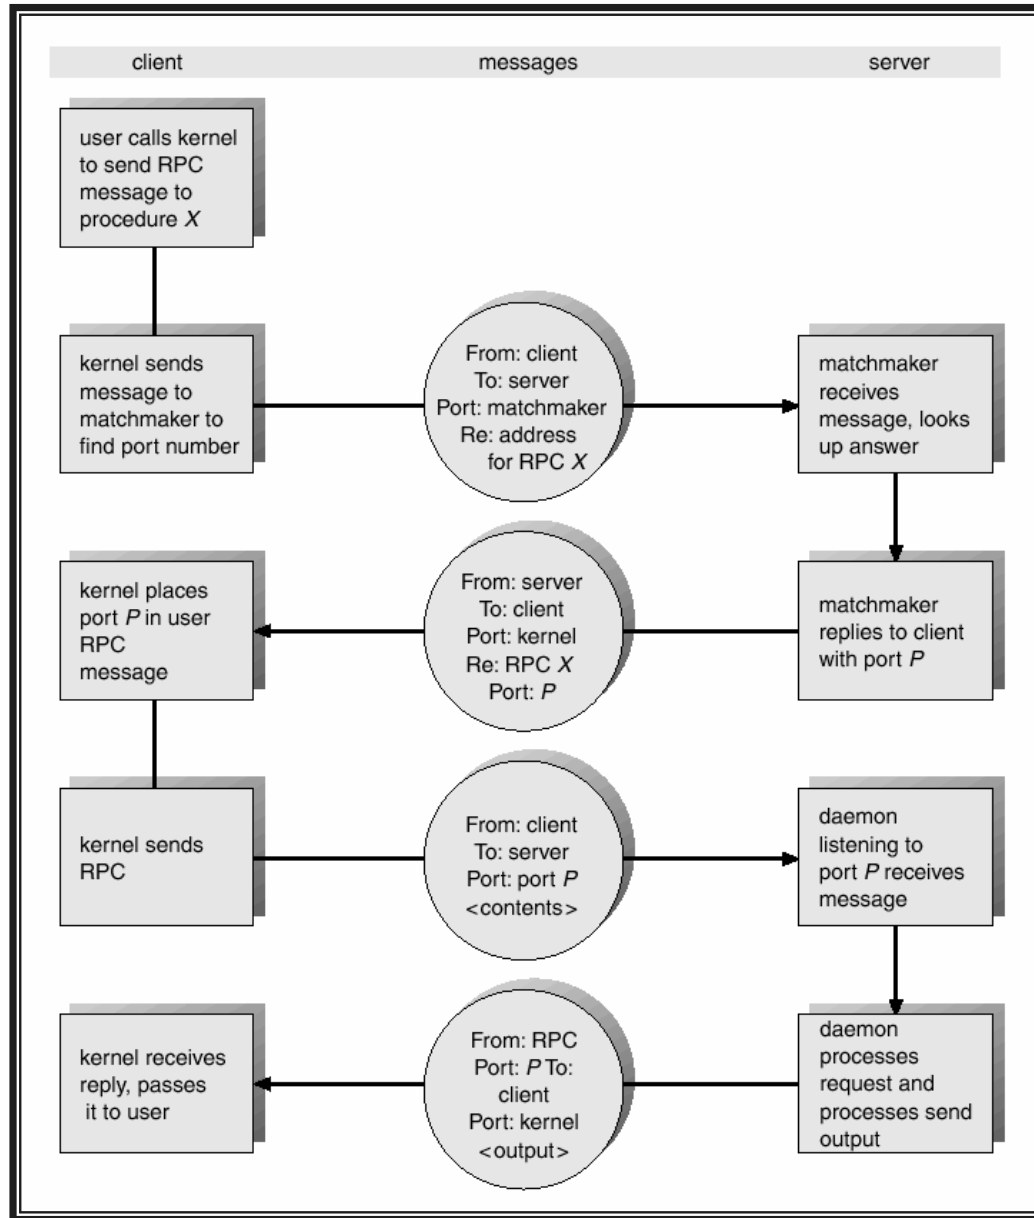 client
messages
server
user calls kernel
to send RPC
message to
procedure X
kernel sends
message to
matchmaker to
find port number
From: client
To: server
Port: matchmaker
Re: address
for RPC X
matchmaker
receives
message, looks
up answer
kernel places
port P in user
RPC
message
From: server
To: client
Port: kernel
Re: RPC X
Port: P
matchmaker
replies to client
with port P
kernel sends
RPC
From: client
To: server
Port: port P
<contents>
daemon
listening to
port P receives
message
kernel receives
reply, passes
it to user
From: RPC
Port: P To:
client
Port: kernel
<output>
daemon
processes
request and
processes send
output